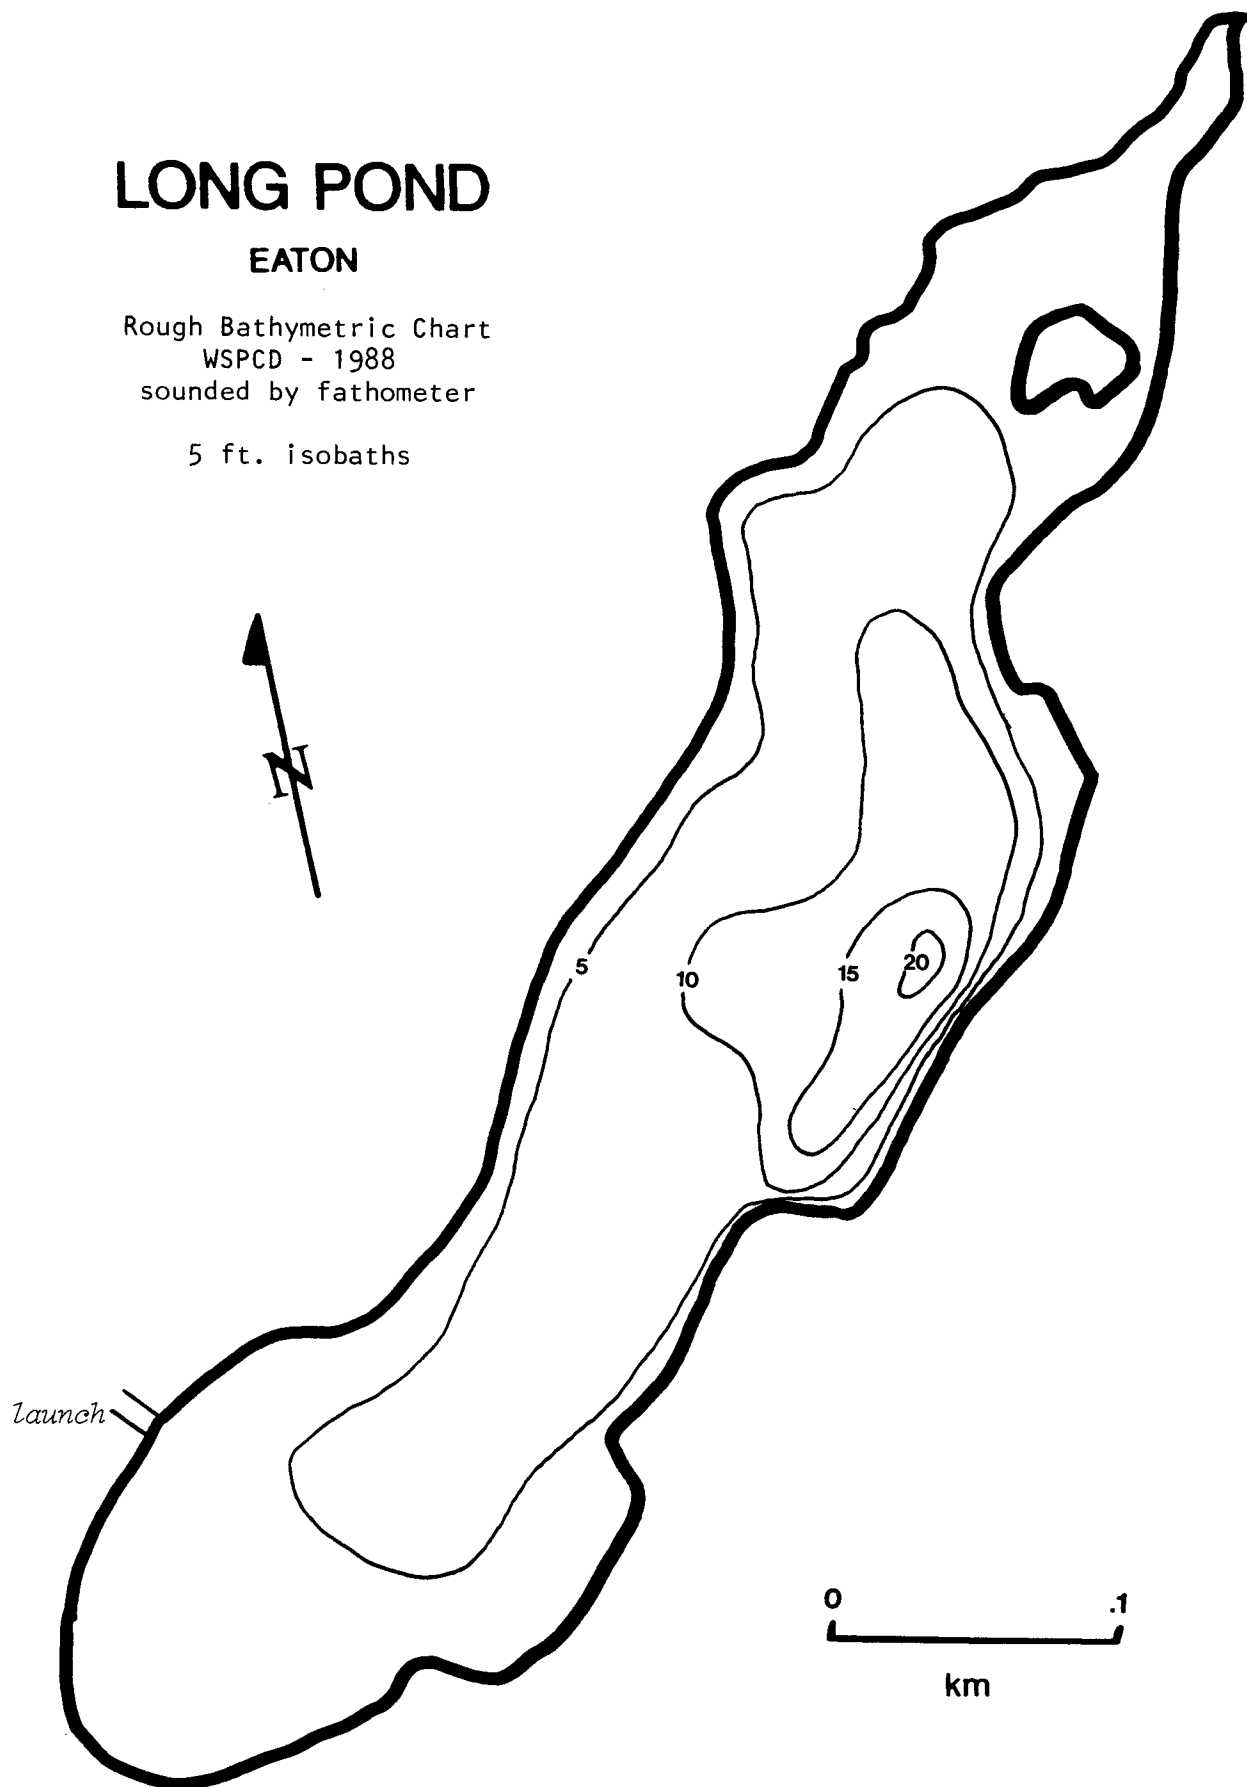 LONG POND
EATON
Rough Bathymetric Chart
WSPCD - 1988
sounded by fathometer
5 ft. isobaths
N
5
10
15
20
launch
0 .1
km